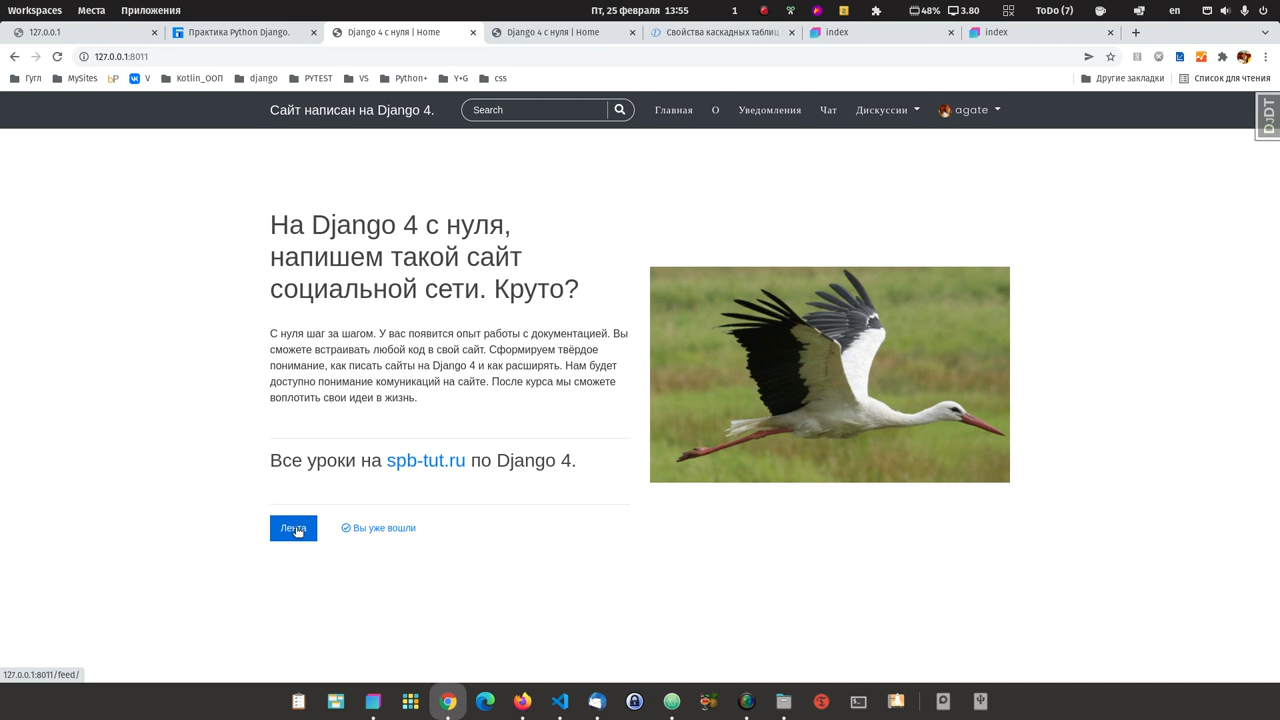 Workspaces Места Приложения Пт, 25 февраля 13:55 1 48% 3.80 ToDo (7) en
127.0.0.1 Практика Python Django. Django 4 с нуля | Home Django 4 с нуля | Home Свойства каскадных таблиц index index
127.0.0.1:8011
Гугл MySites V Kotlin_ООП django PYTEST VS Python+ Y+G css Другие закладки Список для чтения
Сайт написан на Django 4. Search Главная О Уведомления Чат Дискуссии agate
DJDT
На Django 4 с нуля,
напишем такой сайт
социальной сети. Круто?
С нуля шаг за шагом. У вас появится опыт работы с документацией. Вы
сможете встраивать любой код в свой сайт. Сформируем твёрдое
понимание, как писать сайты на Django 4 и как расширять. Нам будет
доступно понимание комуникаций на сайте. После курса мы сможете
воплотить свои идеи в жизнь.
Все уроки на spb-tut.ru по Django 4.
Лента Вы уже вошли
127.0.0.1:8011/feed/